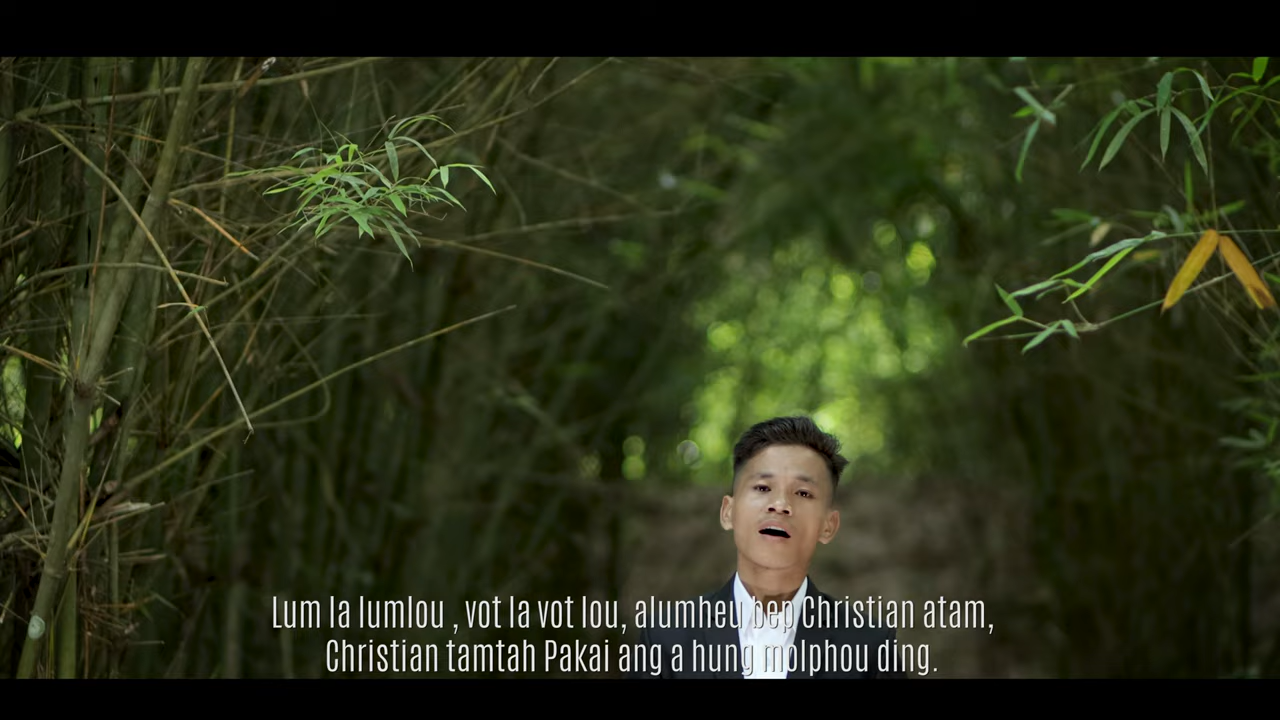 Lum la lumlou , vot la vot lou, alumheu bep Christian atam,
Christian tamtah Pakai ang a hung molphou ding.